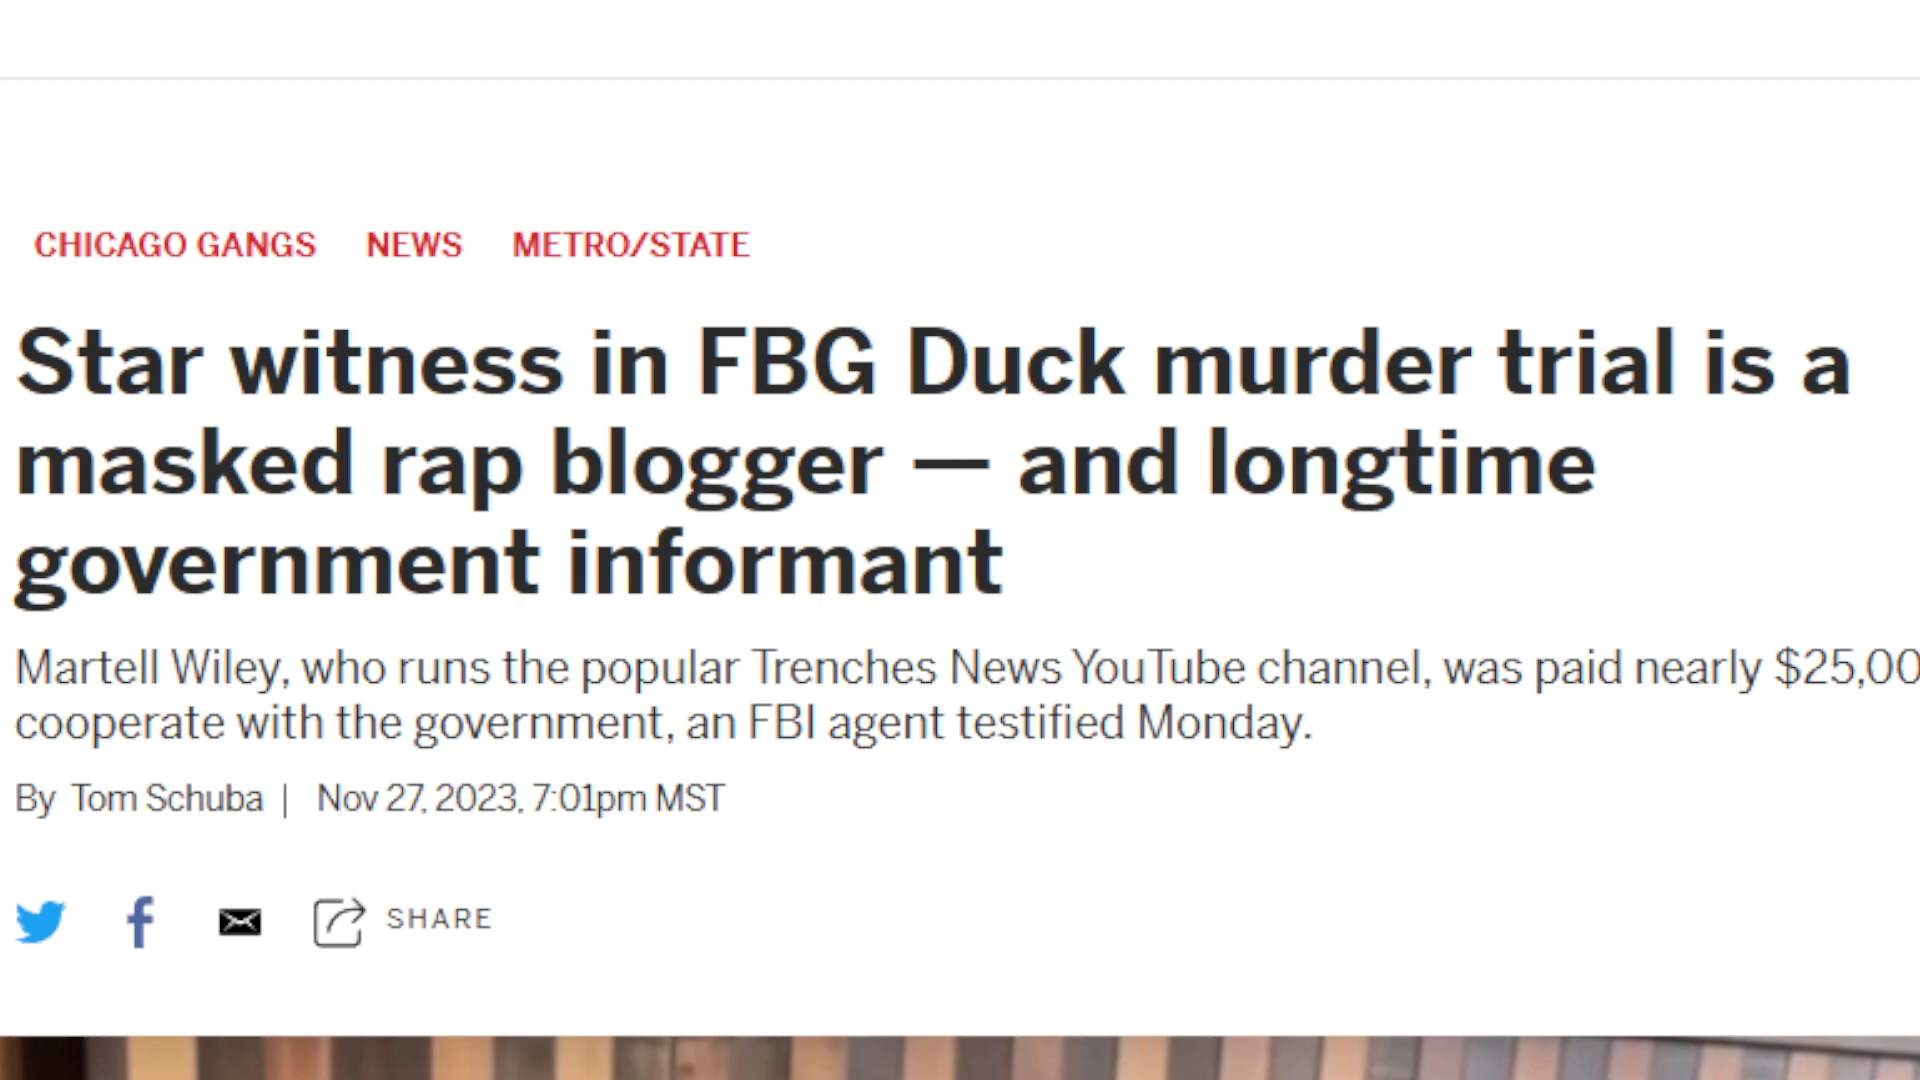 CHICAGO GANGS NEWS METRO/STATE
Star witness in FBG Duck murder trial is a
masked rap blogger — and longtime
government informant
Martell Wiley, who runs the popular Trenches News YouTube channel, was paid nearly $25,00
cooperate with the government, an FBI agent testified Monday.
By Tom Schuba | Nov 27, 2023, 7:01pm MST
SHARE